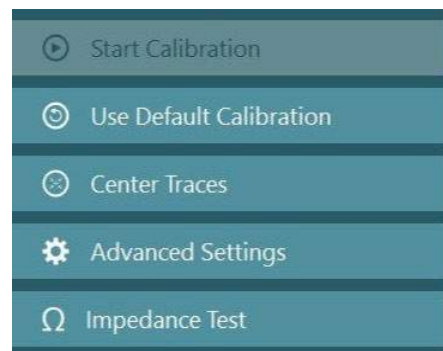 Start Calibration
Use Default Calibration
Center Traces
Advanced Settings
Ω Impedance Test